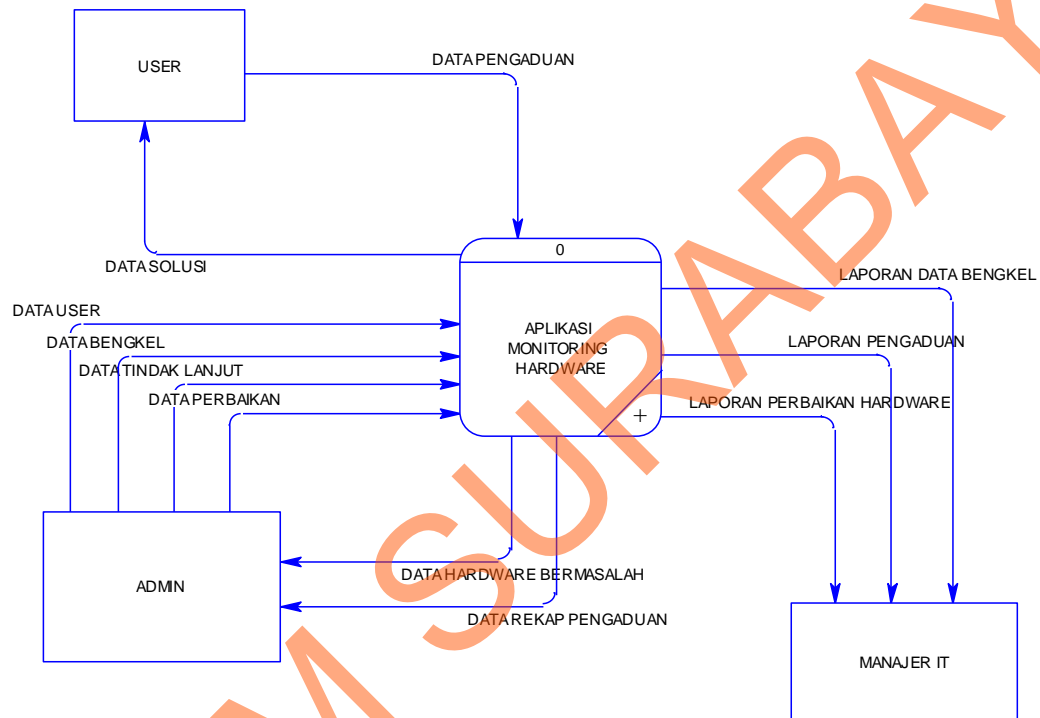 USER
DATA PENGADUAN
0
DATA SOLUSI
LAPORAN DATA BENGKEL
DATA USER
APLIKASI
MONITORING
HARDWARE
DATA BENGKEL
LAPORAN PENGADUAN
DATA TINDAK LANJUT
DATA PERBAIKAN
LAPORAN PERBAIKAN HARDWARE
+
ADMIN
DATA HARDWARE BERMASALAH
DATA REKAP PENGADUAN
MANAJER IT
M SURABAY